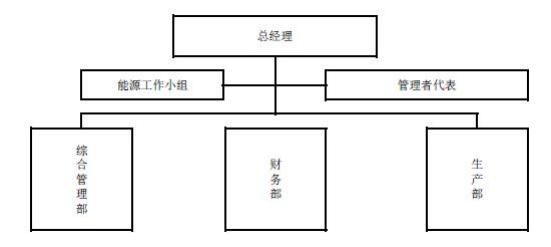 总经理
能源工作小组
管理者代表
综合管理部
财务部
生产部